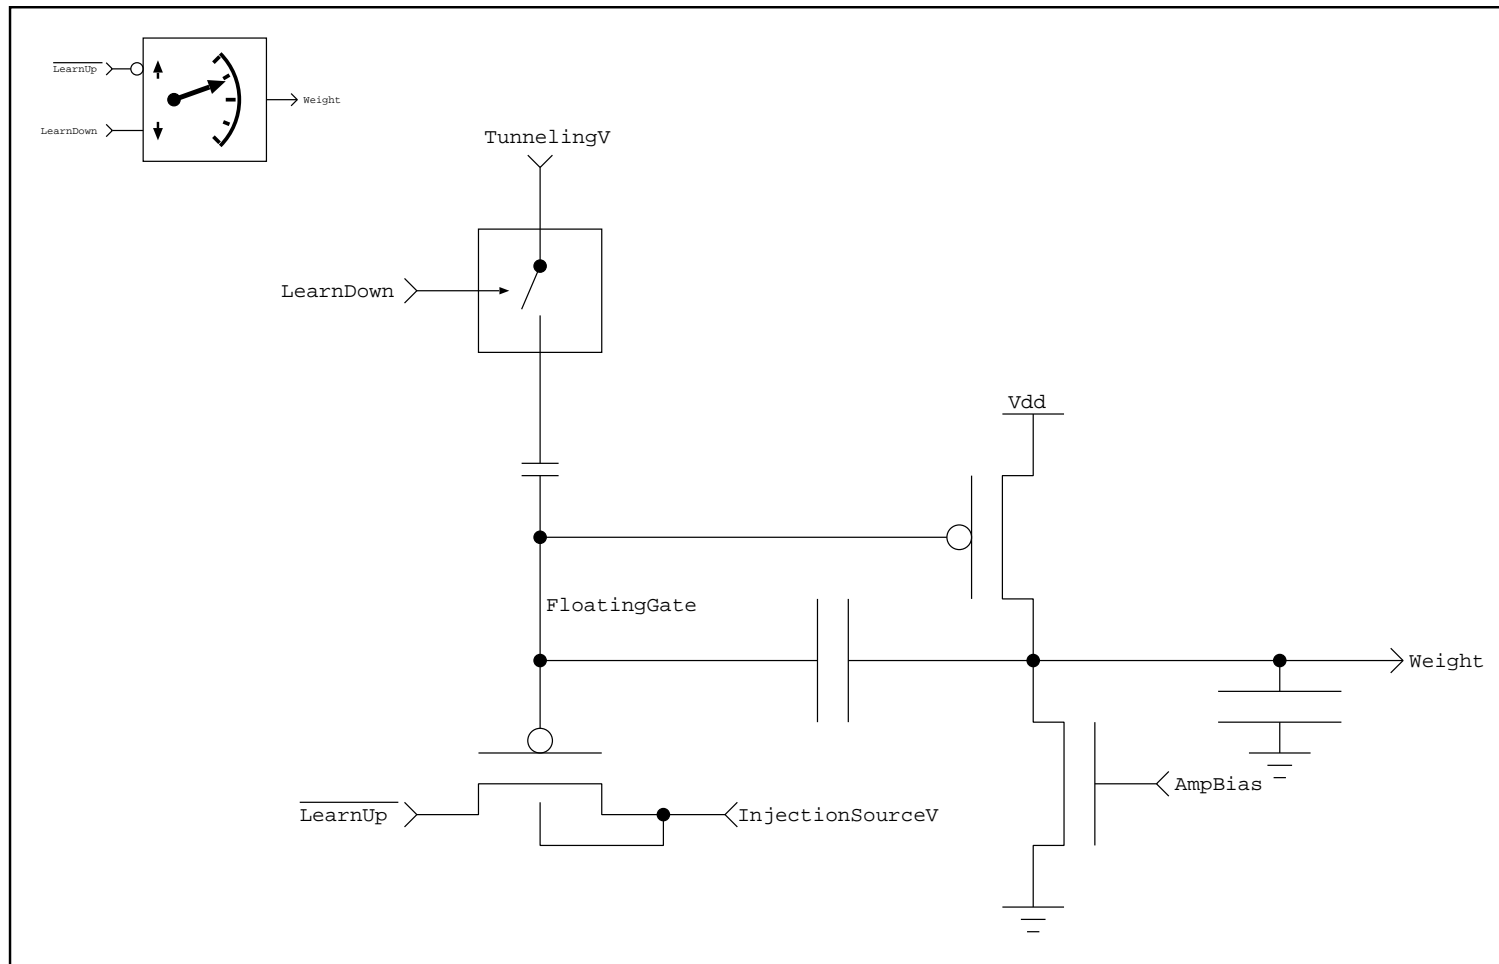 LearnUp
Weight
LearnDown
TunnelingV
LearnDown
Vdd
FloatingGate
Weight
AmpBias
LearnUp
InjectionSourceV